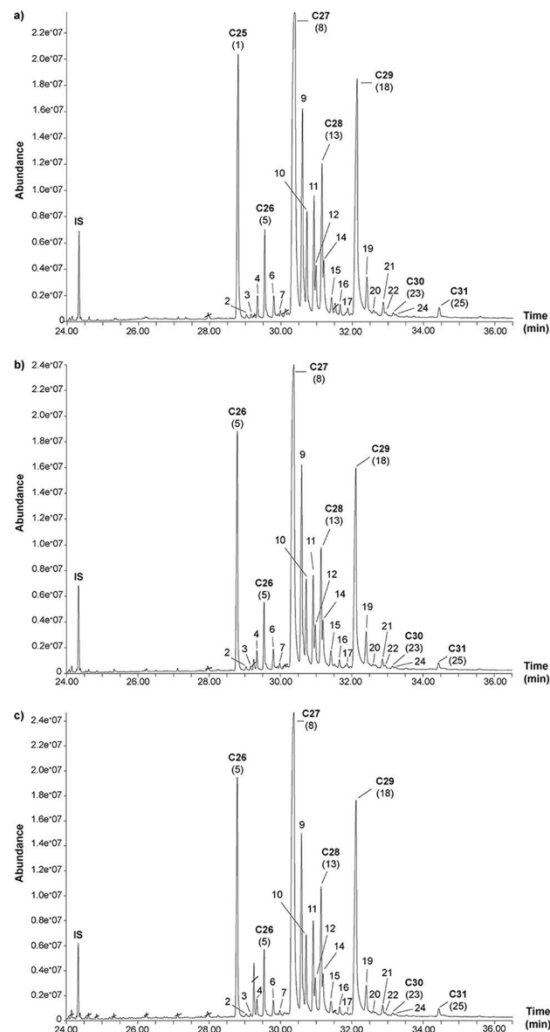 a)
2.2e+07
2.0e+07
1.8e+07
1.6e+07
1.4e+07
1.2e+07
1.0e+07
0.8e+07
0.6e+07
0.4e+07
0.2e+07
0
Abundance
IS
C25
(1)
2
3
4
C26
(5)
6
7
C27
(8)
9
10
11
12
C28
(13)
14
15
16
17
C29
(18)
19
20
21
22
C30
(23)
24
C31
(25)
24.00 26.00 28.00 30.00 32.00 34.00 36.00
Time
(min)
b)
2.4e+07
2.2e+07
2.0e+07
1.8e+07
1.6e+07
1.4e+07
1.2e+07
1.0e+07
0.8e+07
0.6e+07
0.4e+07
0.2e+07
0
Abundance
IS
C26
(5)
2
3
4
C26
(5)
6
7
C27
(8)
9
10
11
12
C28
(13)
14
15
16
17
C29
(18)
19
20
21
22
C30
(23)
24
C31
(25)
24.00 26.00 28.00 30.00 32.00 34.00 36.00
Time
(min)
c)
2.4e+07
2.2e+07
2.0e+07
1.8e+07
1.6e+07
1.4e+07
1.2e+07
1.0e+07
0.8e+07
0.6e+07
0.4e+07
0.2e+07
0
Abundance
IS
C26
(5)
2
3
4
C26
(5)
6
7
C27
(8)
9
10
11
12
C28
(13)
14
15
16
17
C29
(18)
19
20
21
22
C30
(23)
24
C31
(25)
24.00 26.00 28.00 30.00 32.00 34.00 36.00
Time
(min)